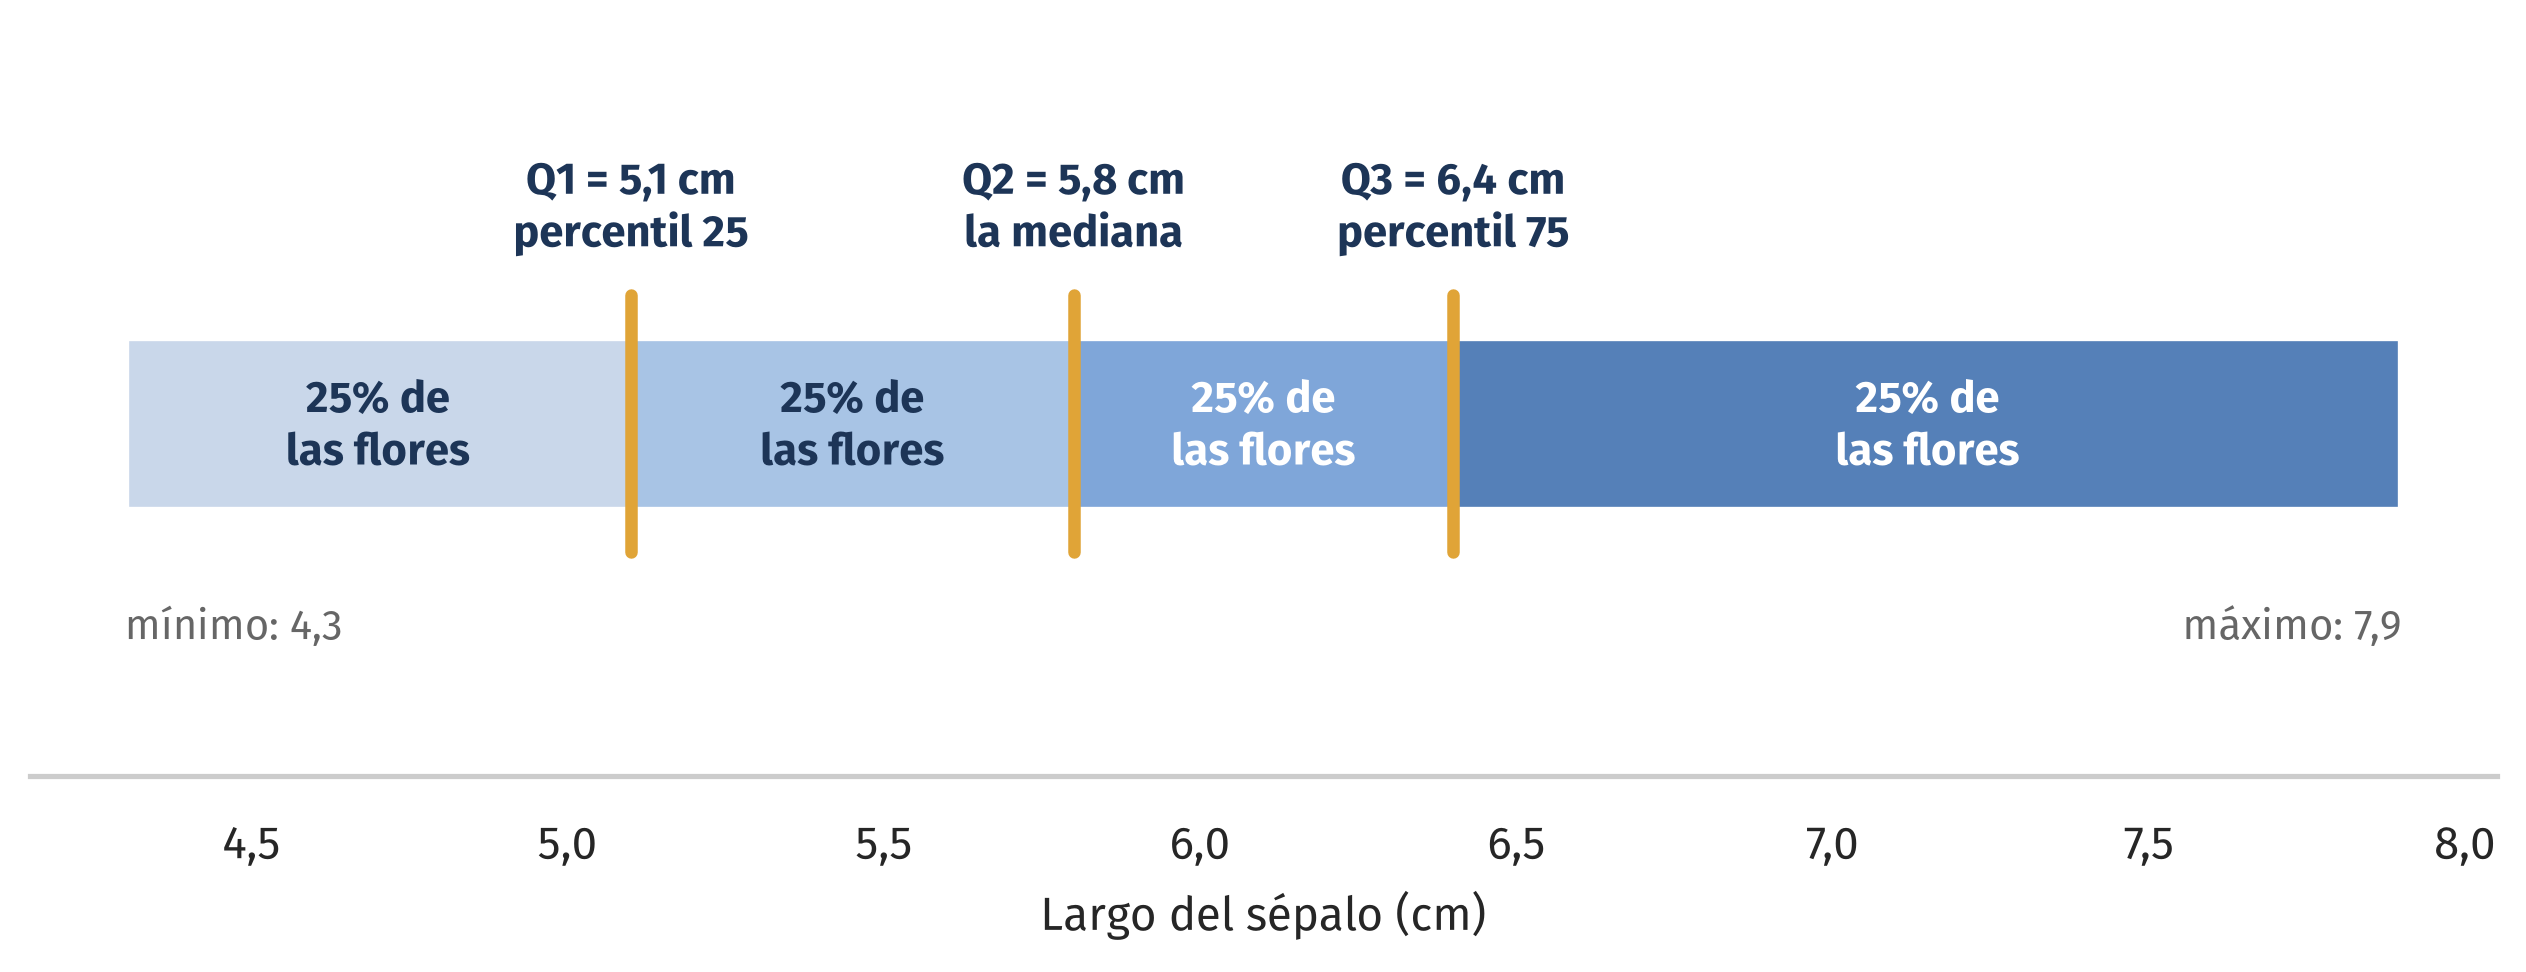 Q1 = 5,1 cm
percentil 25
Q2 = 5,8 cm
la mediana
Q3 = 6,4 cm
percentil 75
25% de
las flores
25% de
las flores
25% de
las flores
25% de
las flores
mínimo: 4,3
máximo: 7,9
4,5 5,0 5,5 6,0 6,5 7,0 7,5 8,0
Largo del sépalo (cm)